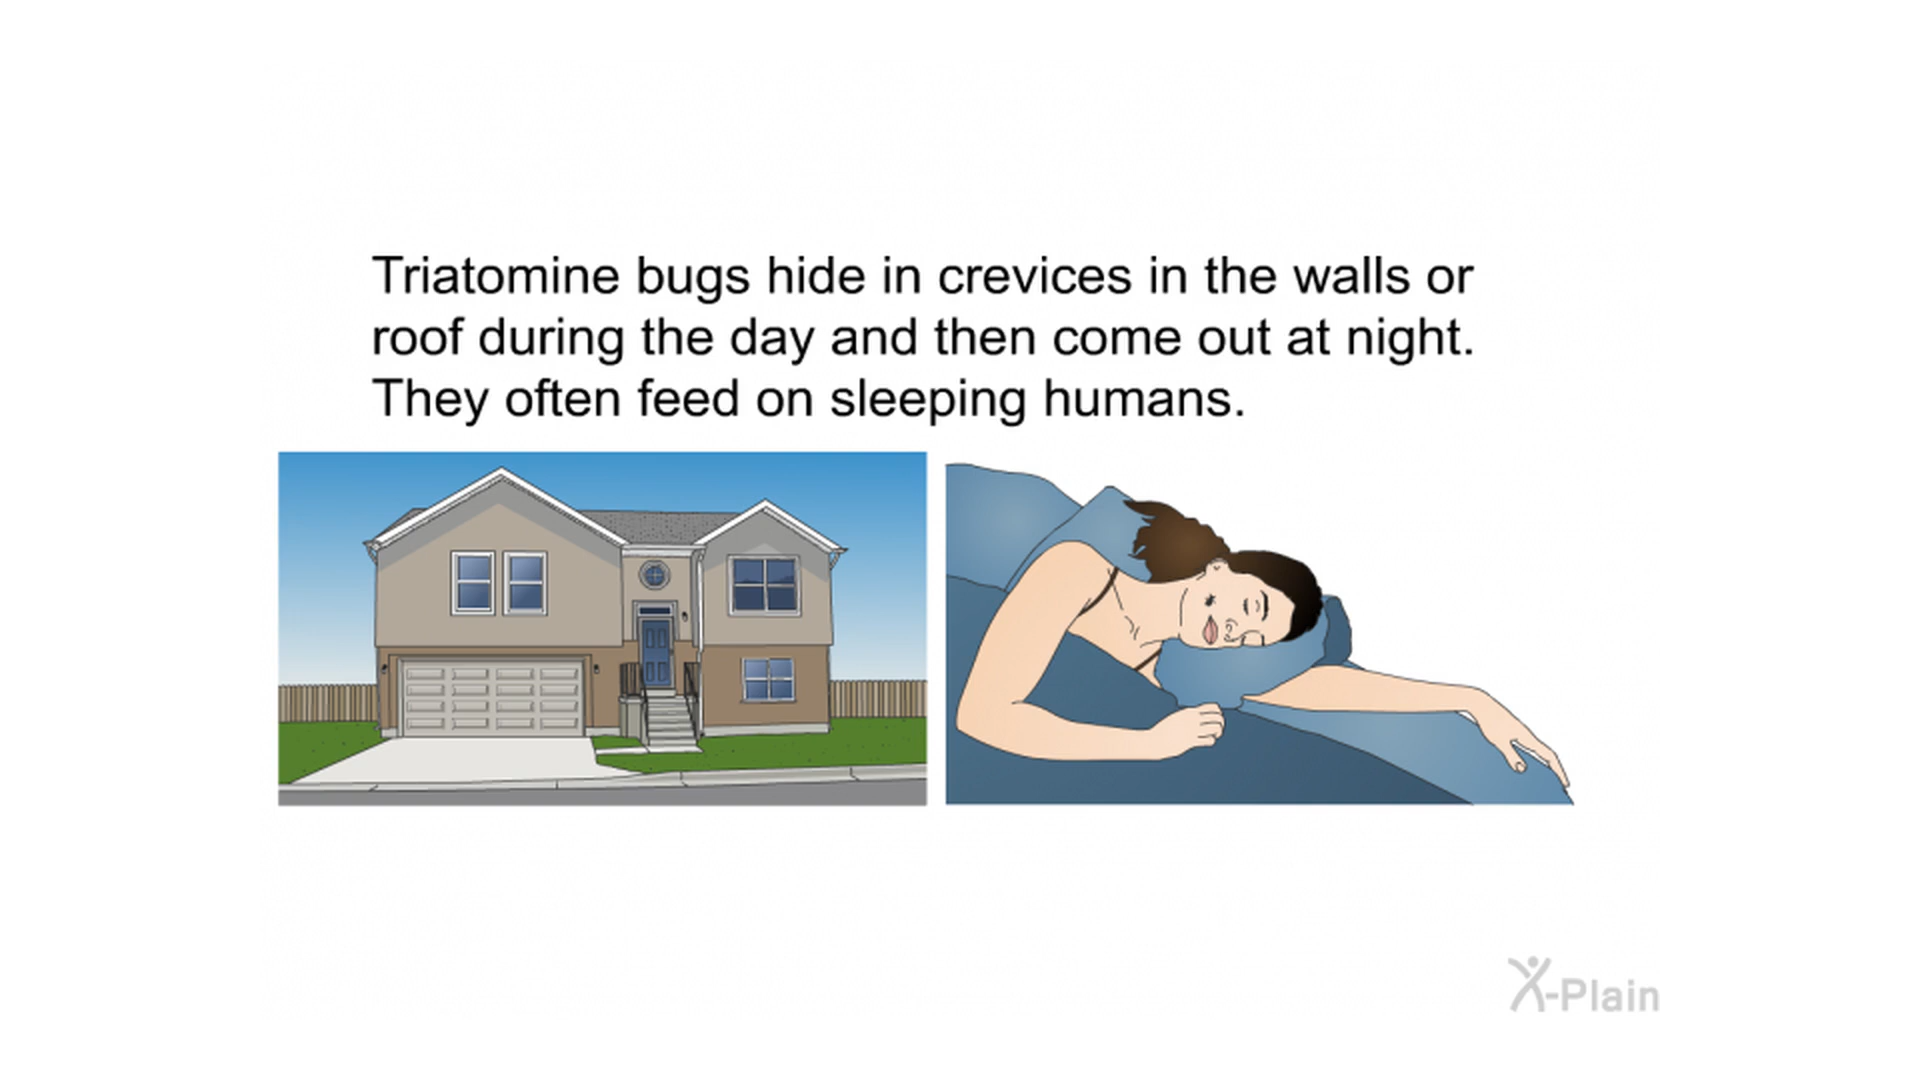 Triatomine bugs hide in crevices in the walls or
roof during the day and then come out at night.
They often feed on sleeping humans.
X-Plain